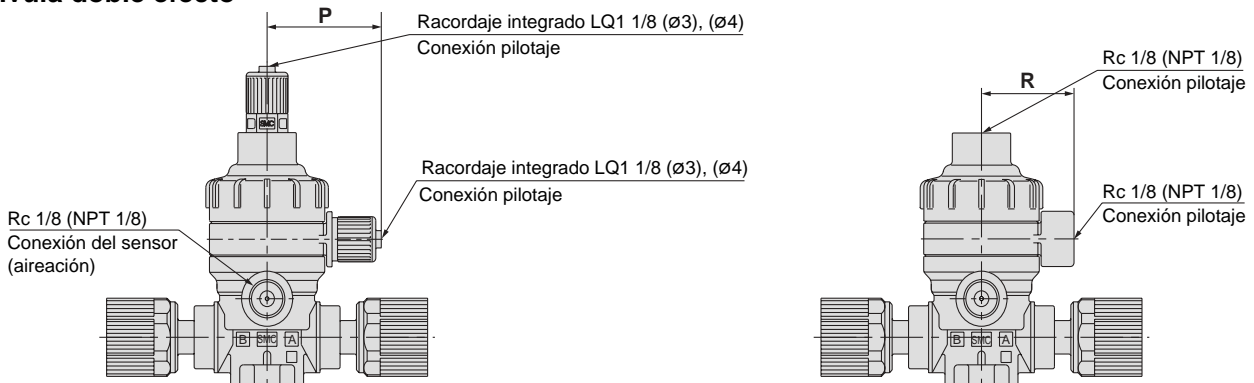 doble efecto
P
Racordaje integrado LQ1 1/8 (ø3), (ø4)
Conexión pilotaje
SMC
Racordaje integrado LQ1 1/8 (ø3), (ø4)
Conexión pilotaje
Rc 1/8 (NPT 1/8)
Conexión del sensor
(aireación)
B SMC A
R
Rc 1/8 (NPT 1/8)
Conexión pilotaje
Rc 1/8 (NPT 1/8)
Conexión pilotaje
B SMC A